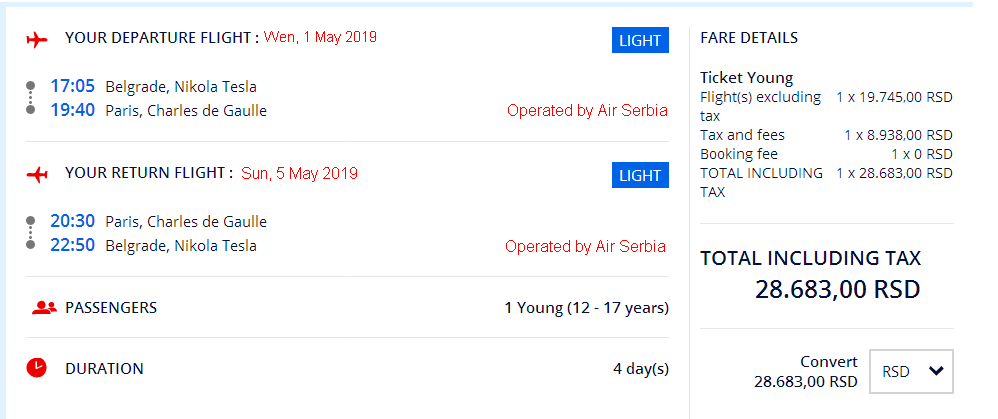 YOUR DEPARTURE FLIGHT : Wen, 1 May 2019
LIGHT
17:05 Belgrade, Nikola Tesla
19:40 Paris, Charles de Gaulle
Operated by Air Serbia
YOUR RETURN FLIGHT : Sun, 5 May 2019
LIGHT
20:30 Paris, Charles de Gaulle
22:50 Belgrade, Nikola Tesla
Operated by Air Serbia
PASSENGERS 1 Young (12 - 17 years)
DURATION 4 day(s)
FARE DETAILS
Ticket Young
Flight(s) excluding 1 x 19.745,00 RSD
tax
Tax and fees 1 x 8.938,00 RSD
Booking fee 1 x 0 RSD
TOTAL INCLUDING 1 x 28.683,00 RSD
TAX
TOTAL INCLUDING TAX
28.683,00 RSD
Convert
28.683,00 RSD
RSD